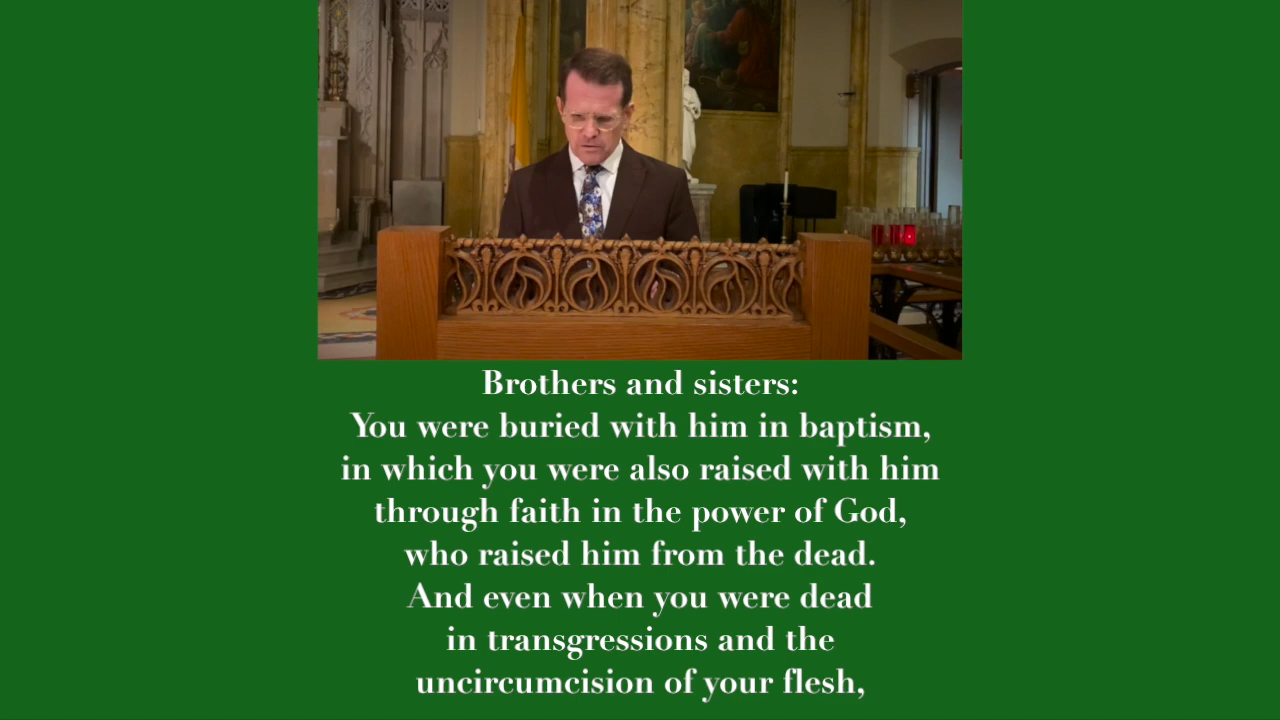 Brothers and sisters:
You were buried with him in baptism,
in which you were also raised with him
through faith in the power of God,
who raised him from the dead.
And even when you were dead
in transgressions and the
uncircumcision of your flesh,